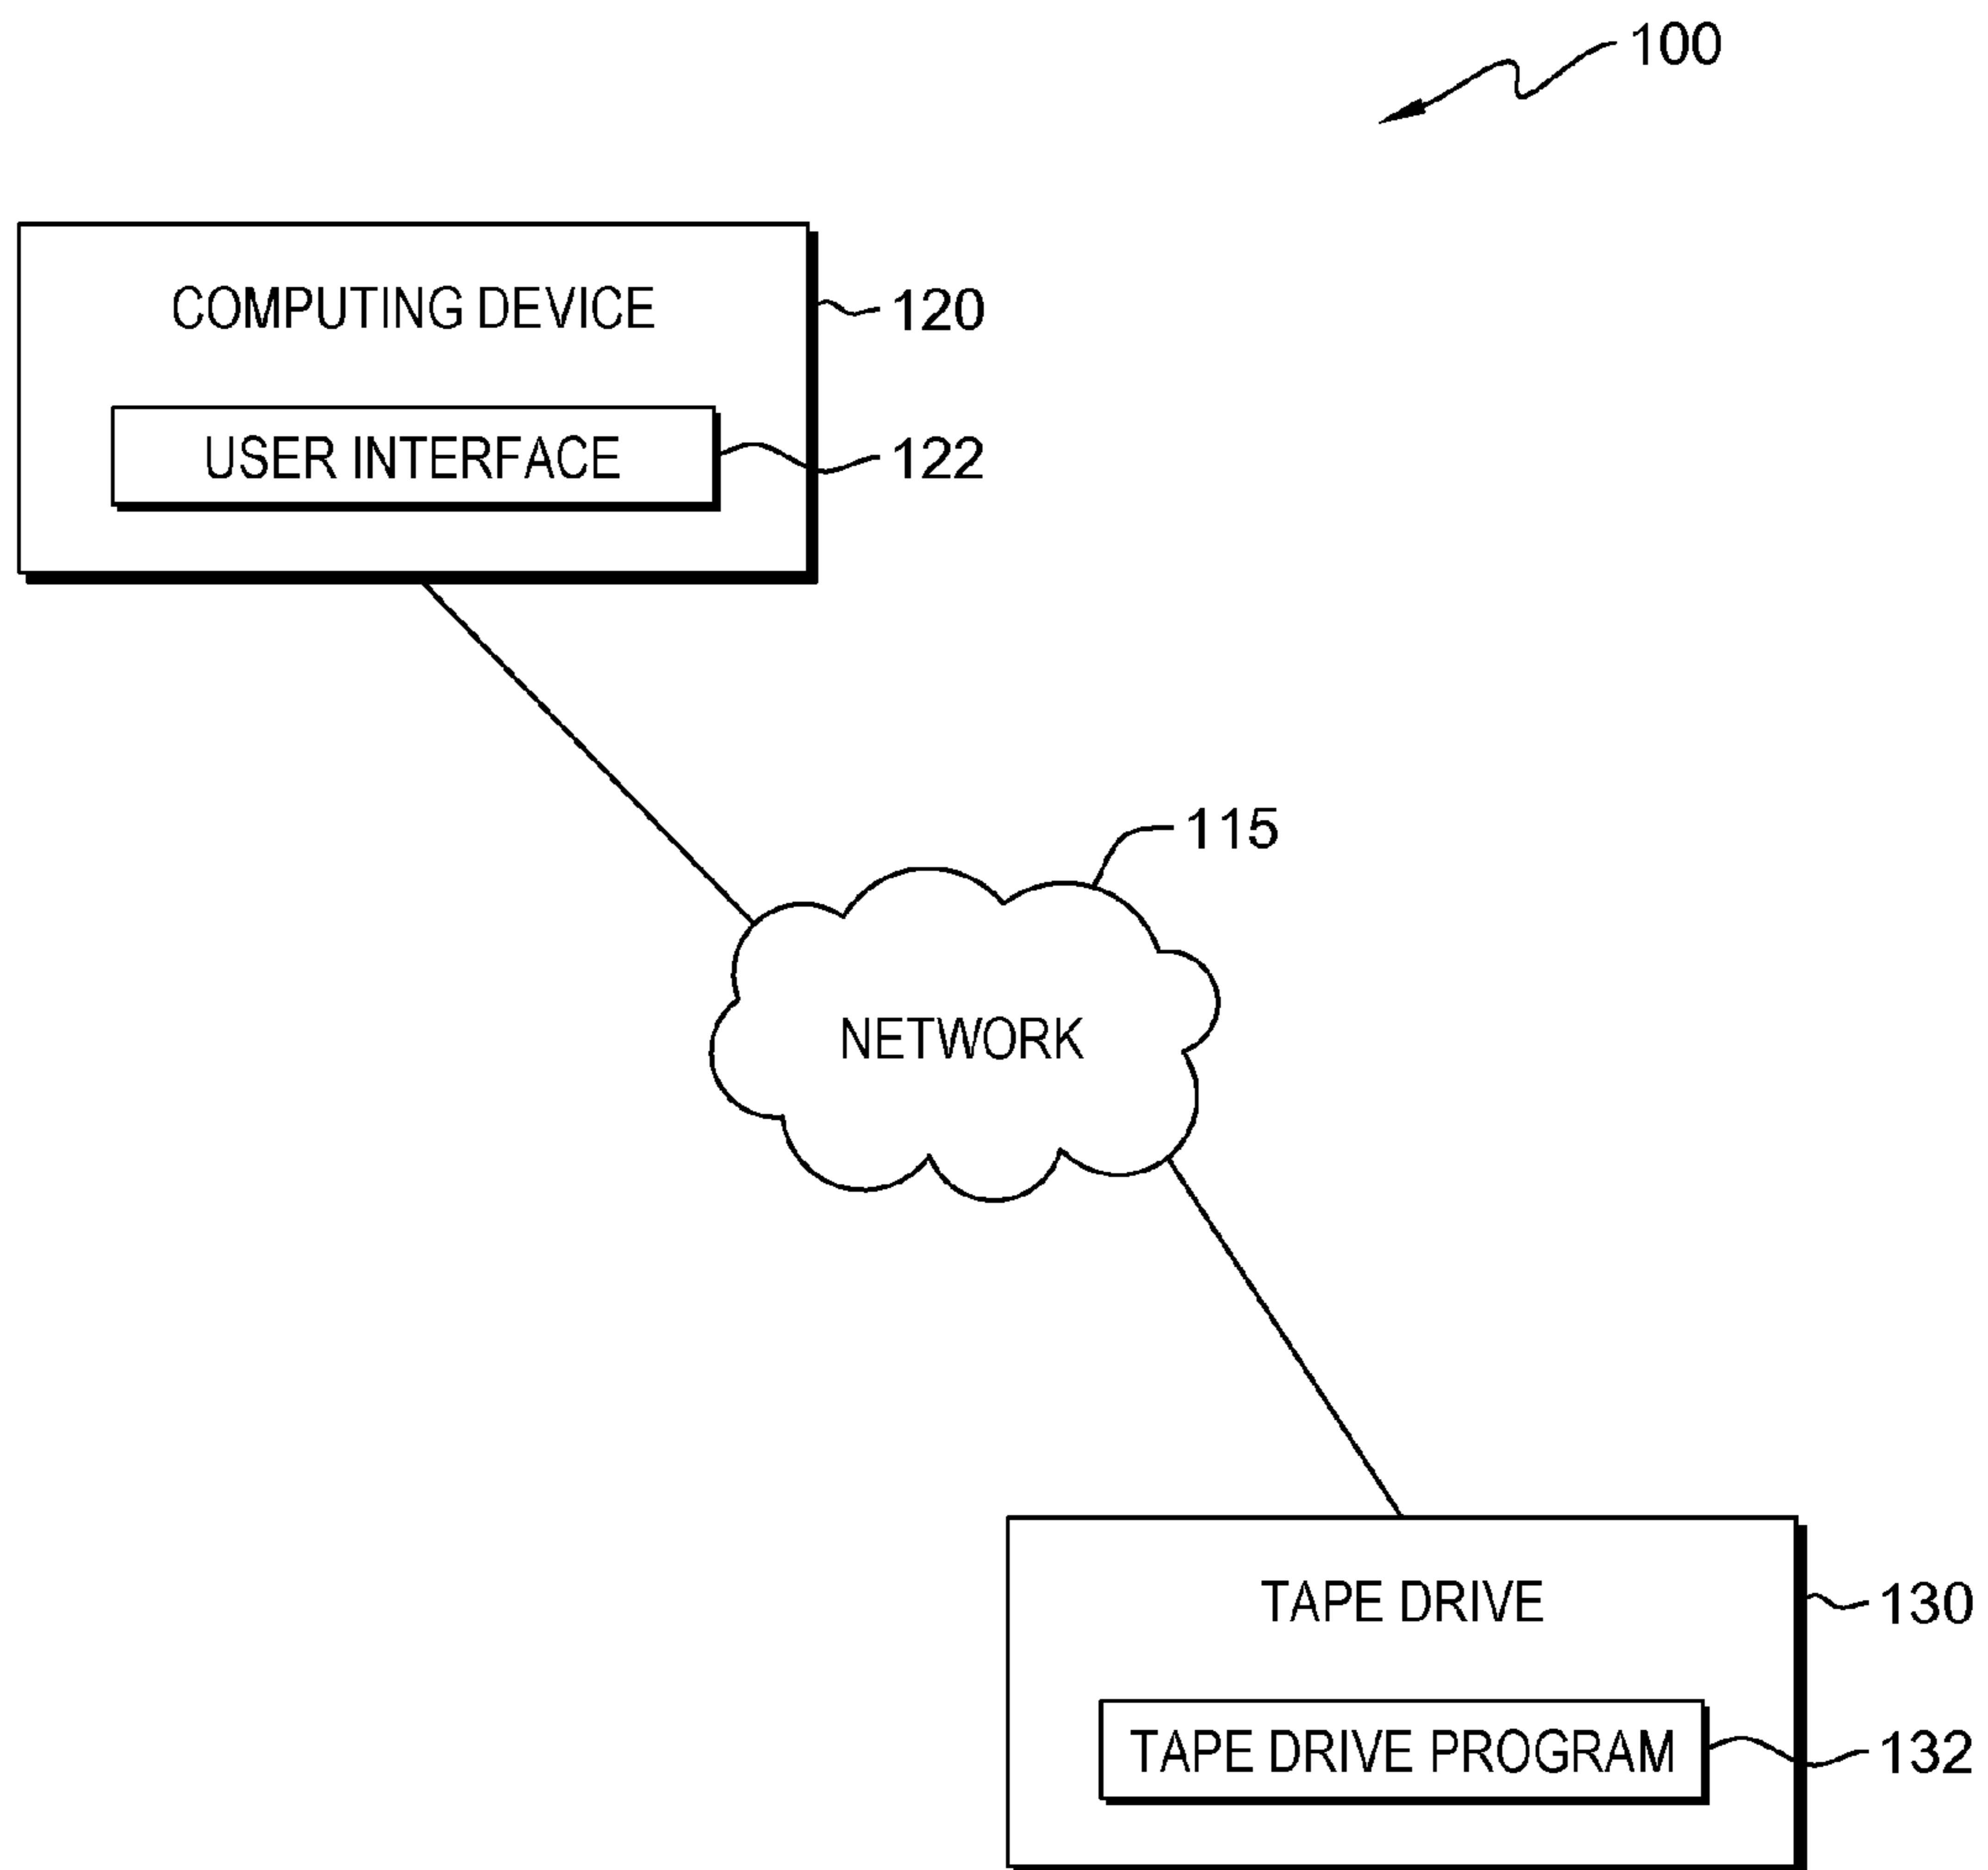 100
COMPUTING DEVICE
120
USER INTERFACE
122
115
NETWORK
TAPE DRIVE
130
TAPE DRIVE PROGRAM
132